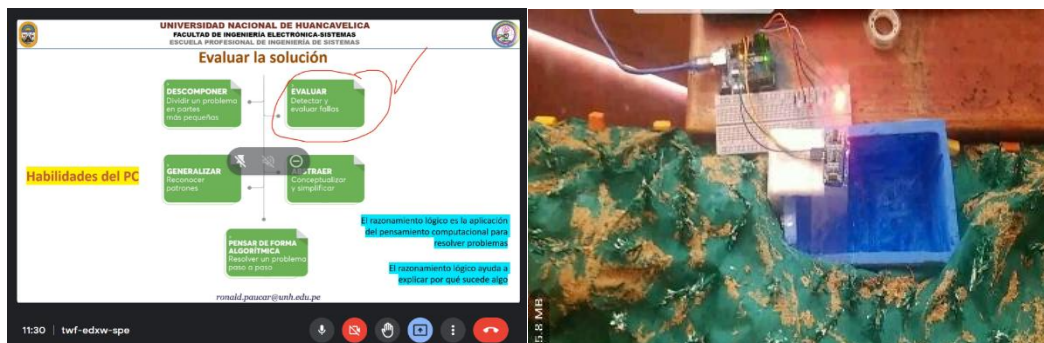 UNIVERSIDAD NACIONAL DE HUANCAVELICA
FACULTAD DE INGENIERÍA ELECTRÓNICA-SISTEMAS
ESCUELA PROFESIONAL DE INGENIERÍA DE SISTEMAS
Evaluar la solución
DESCOMPONER
Dividir un problema
en partes
más pequeñas
EVALUAR
Detectar y
evaluar fallas
Habilidades del PC
GENERALIZAR
Reconocer
patrones
ABSTRAER
Conceptualizar
y simplificar
PENSAR DE FORMA
ALGORÍTMICA
Resolver un problema
paso a paso
El razonamiento lógico es la aplicación
del pensamiento computacional para
resolver problemas
El razonamiento lógico ayuda a
explicar por qué sucede algo
ronald.paucar@unh.edu.pe
11:30 | twf-edxw-spe
5.8 MB